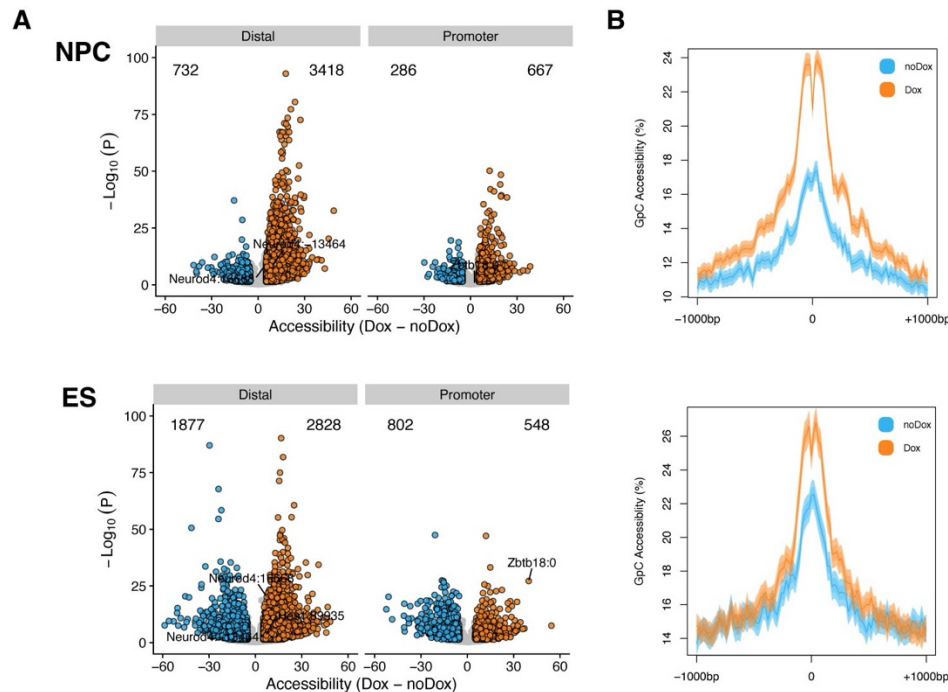 A
B
NPC
Distal
Promoter
732
3418
286
667
100
75
50
25
0
− Log10 (P)
Neurod4:−13464
−60
−30
0
30
60
−60
−30
0
30
60
Accessibility (Dox − noDox)
noDox
Dox
24
22
20
18
16
14
12
10
GpC Accessiblity (%)
−1000bp
0
+1000bp
ES
Distal
Promoter
1877
2828
802
548
100
75
50
25
0
− Log10 (P)
Zbtb18:0
−60
−30
0
30
60
−60
−30
0
30
60
Accessibility (Dox − noDox)
noDox
Dox
26
24
22
20
18
16
14
GpC Accessiblity (%)
−1000bp
0
+1000bp